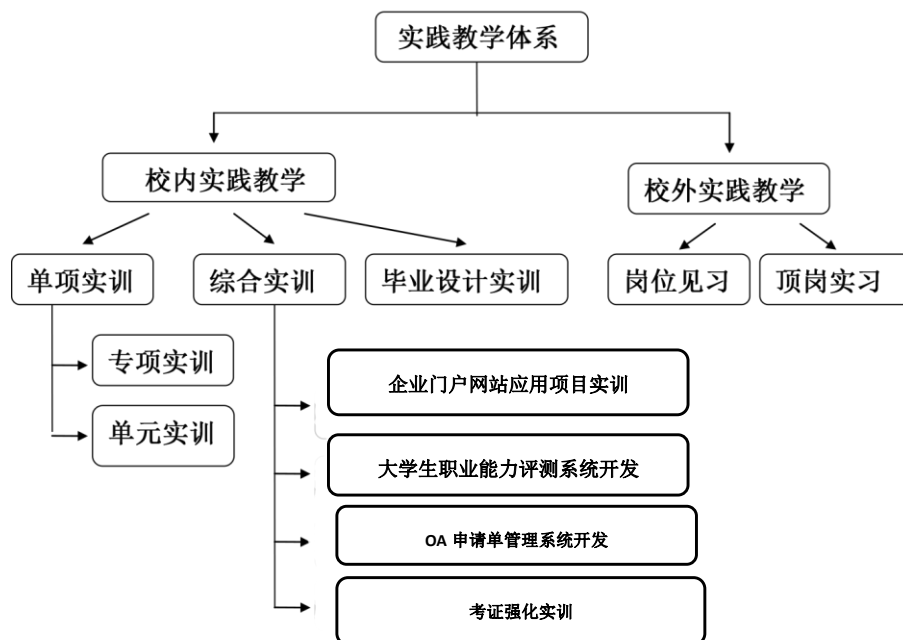 实践教学体系
校内实践教学
校外实践教学
单项实训
综合实训
毕业设计实训
岗位见习
顶岗实习
专项实训
单元实训
企业门户网站应用项目实训
大学生职业能力评测系统开发
OA 申请单管理系统开发
考证强化实训